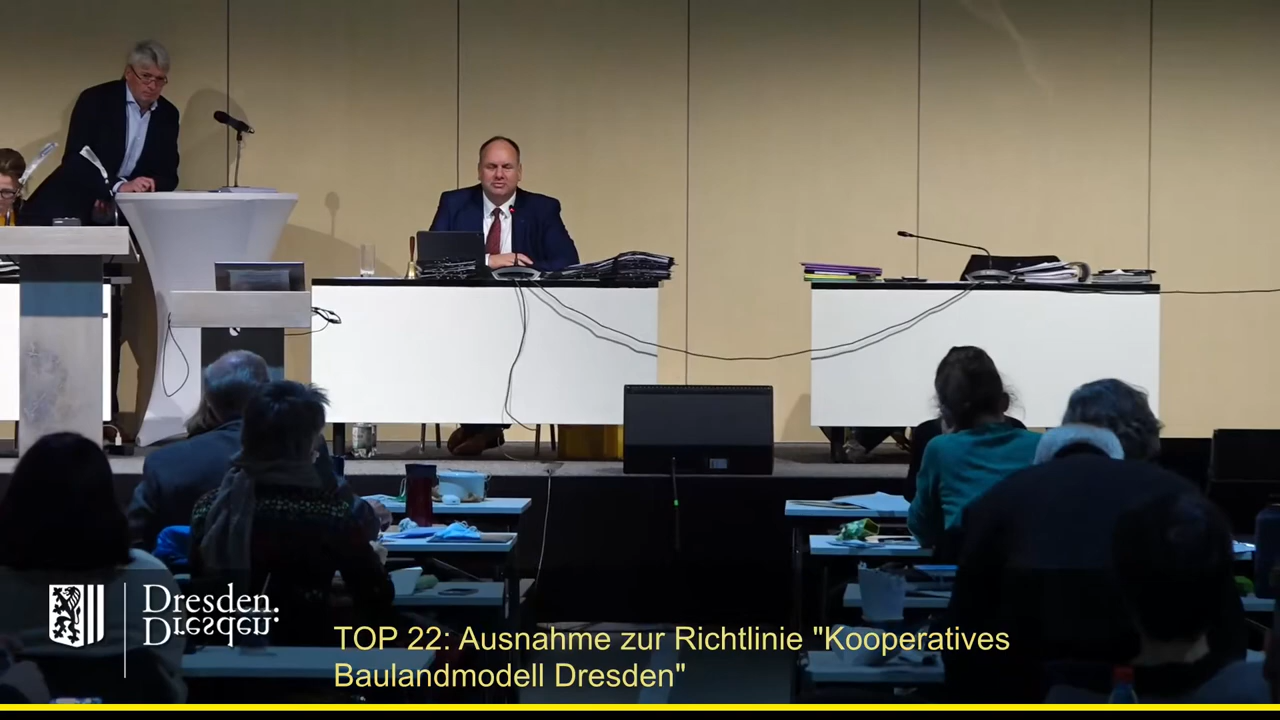 Dresden.
Dresden.
TOP 22: Ausnahme zur Richtlinie "Kooperatives
Baulandmodell Dresden"